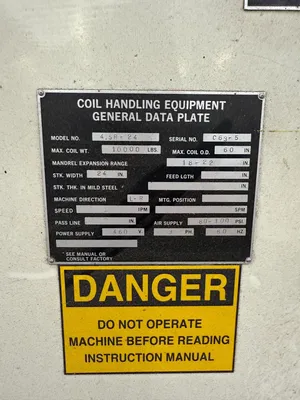 COIL HANDLING EQUIPMENT
GENERAL DATA PLATE
MODEL NO. SERIAL NO.
MAX. COIL WT. 10000 LBS. MAX. COIL O.D. 60 IN
MANDREL EXPANSION RANGE IN
STK. WIDTH 24 IN FEED LGTH IN
STK. THK. IN MILD STEEL MTG. POSITION
MACHINE DIRECTION L-R
SPEED FPM SPM
PASS LINE IN AIR SUPPLY 80-100 PSI
POWER SUPPLY 460 V. 3 PH 60 HZ
*SEE MANUAL OR
CONSULT FACTORY
DANGER
DO NOT OPERATE
MACHINE BEFORE READING
INSTRUCTION MANUAL